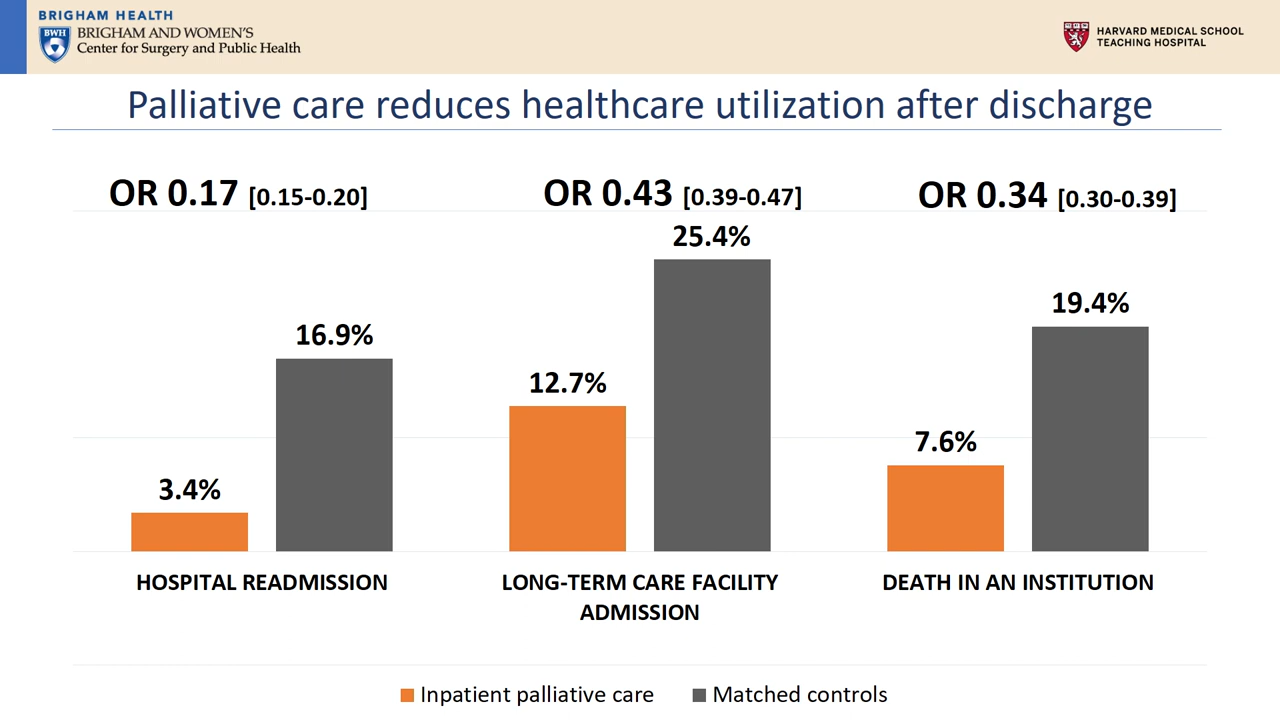 BRIGHAM HEALTH
BWH
BRIGHAM AND WOMEN'S
Center for Surgery and Public Health
HARVARD MEDICAL SCHOOL
TEACHING HOSPITAL
Palliative care reduces healthcare utilization after discharge
OR 0.17 [0.15-0.20]
OR 0.43 [0.39-0.47]
OR 0.34 [0.30-0.39]
3.4%
16.9%
12.7%
25.4%
7.6%
19.4%
HOSPITAL READMISSION
LONG-TERM CARE FACILITY
ADMISSION
DEATH IN AN INSTITUTION
Inpatient palliative care
Matched controls